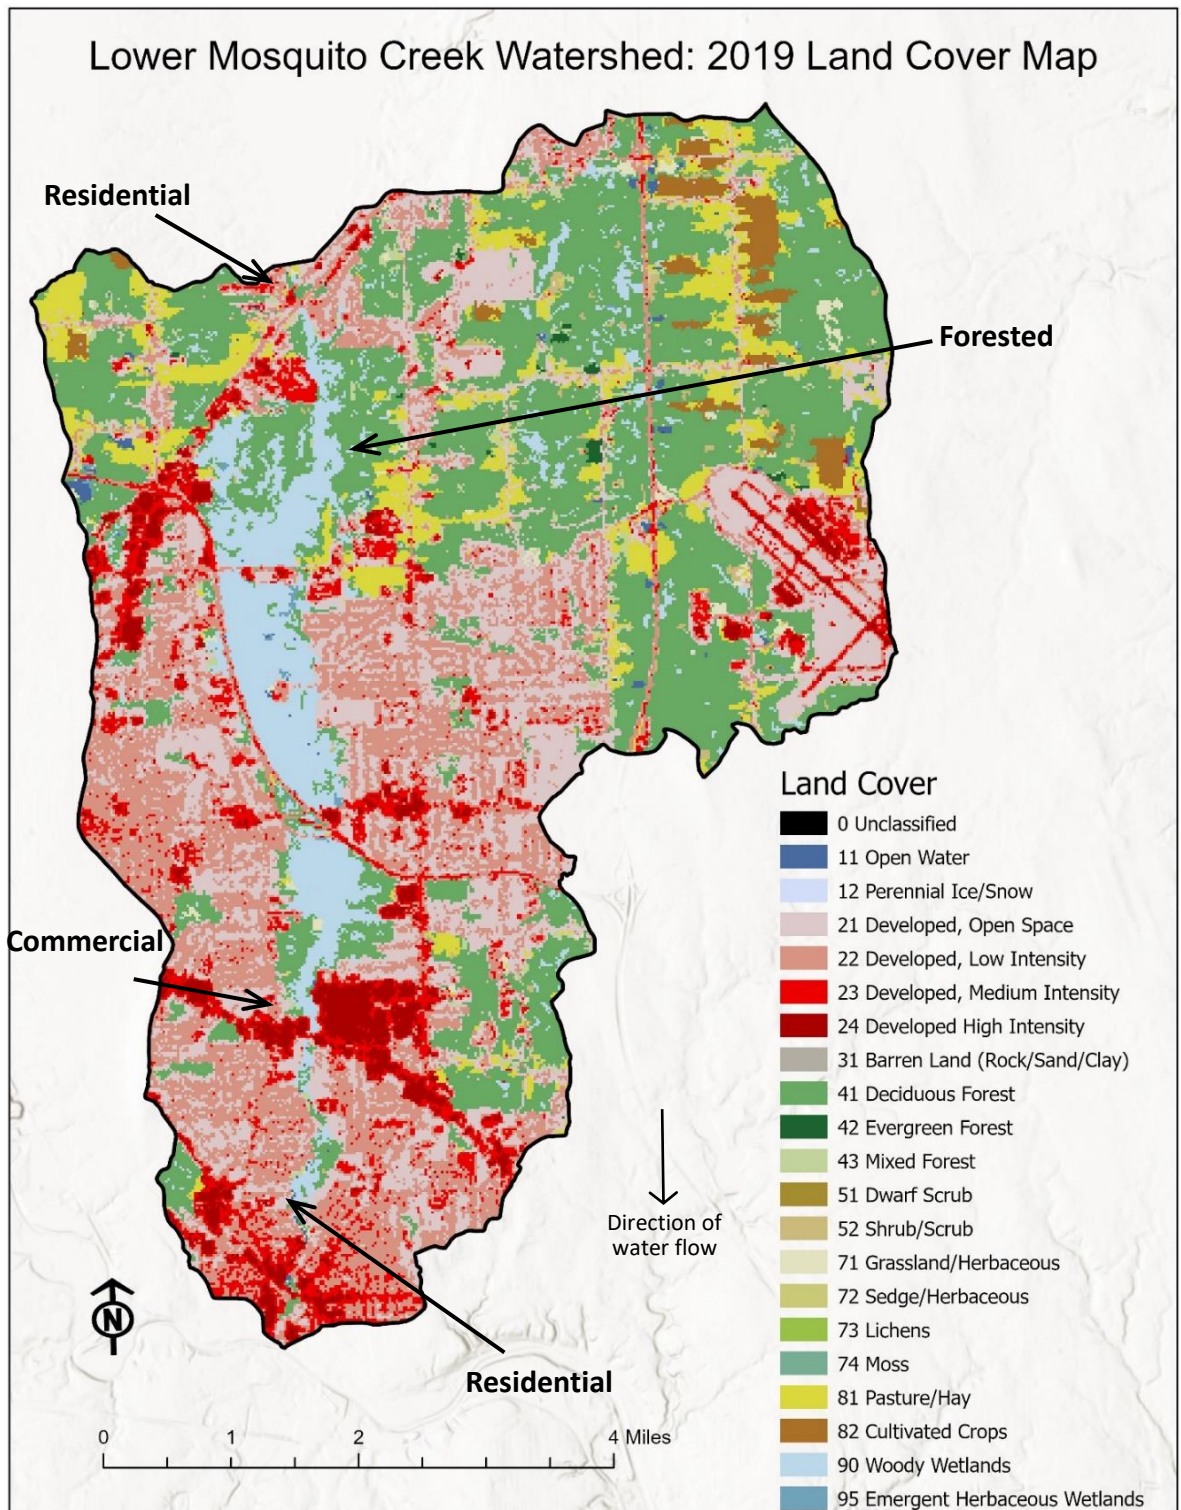 Lower Mosquito Creek Watershed: 2019 Land Cover Map
Residential
Forested
Commercial
Residential
Direction of
water flow
N
0 1 2 4 Miles
Land Cover
0 Unclassified
11 Open Water
12 Perennial Ice/Snow
21 Developed, Open Space
22 Developed, Low Intensity
23 Developed, Medium Intensity
24 Developed High Intensity
31 Barren Land (Rock/Sand/Clay)
41 Deciduous Forest
42 Evergreen Forest
43 Mixed Forest
51 Dwarf Scrub
52 Shrub/Scrub
71 Grassland/Herbaceous
72 Sedge/Herbaceous
73 Lichens
74 Moss
81 Pasture/Hay
82 Cultivated Crops
90 Woody Wetlands
95 Emergent Herbaceous Wetlands